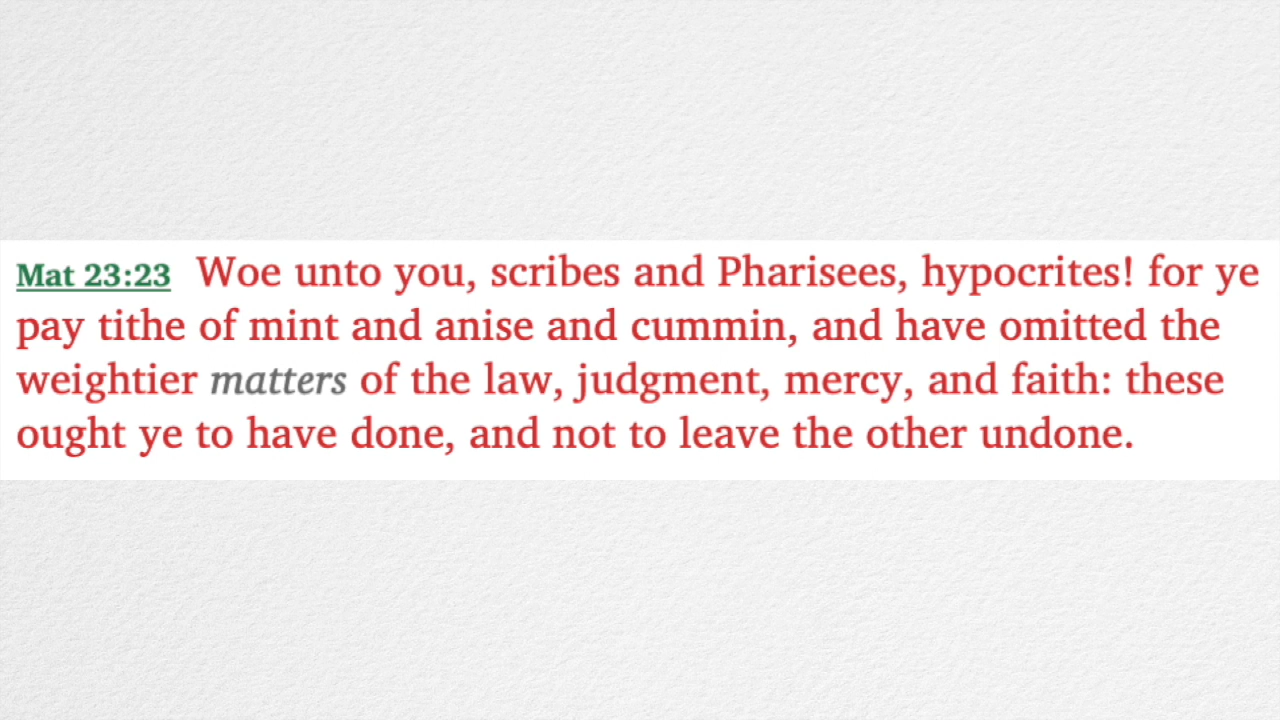 Mat 23:23 Woe unto you, scribes and Pharisees, hypocrites! for ye
pay tithe of mint and anise and cummin, and have omitted the
weightier matters of the law, judgment, mercy, and faith: these
ought ye to have done, and not to leave the other undone.